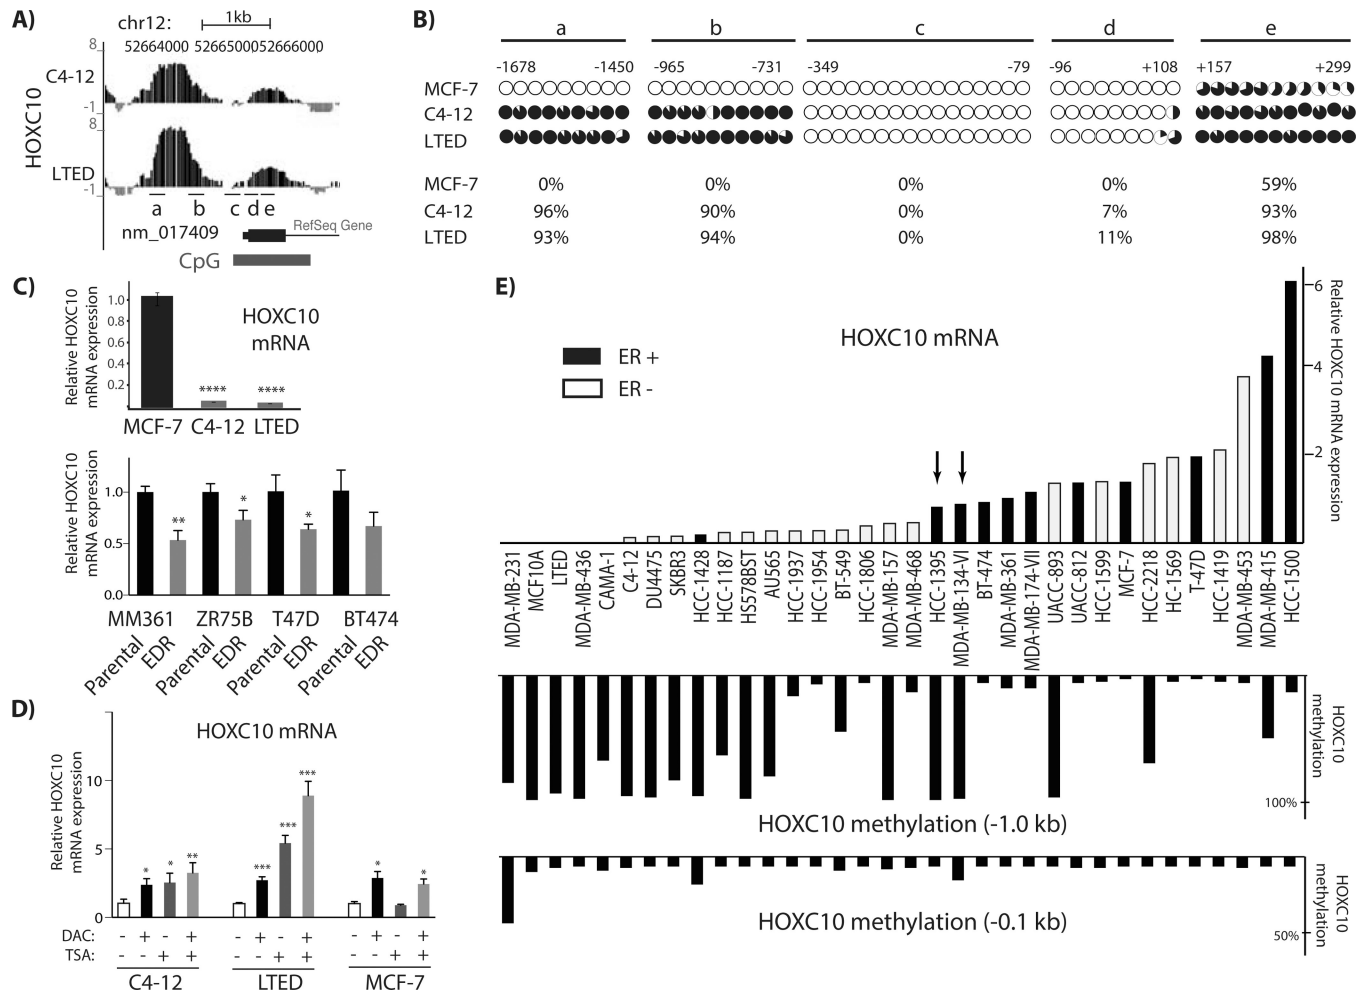 A)
chr12:
1kb
52664000 52665000 52666000
8
C4-12
-1
8
LTED
-1
HOXC10
a b c d e
nm_017409
RefSeq Gene
CpG
B)
a b c d e
-1678 -1450 -965 -731 -349 -79 -96 +108 +157 +299
MCF-7
C4-12
LTED
MCF-7 0% 0% 0% 0% 59%
C4-12 96% 90% 0% 7% 93%
LTED 93% 94% 0% 11% 98%
C)
Relative HOXC10
mRNA expression
1.0
0.8
0.6
0.4
0.2
HOXC10
mRNA
**** ****
MCF-7 C4-12 LTED
Relative HOXC10
mRNA expression
1.0
0.5
0.0
** * *
MM361 ZR75B T47D BT474
Parental EDR Parental EDR Parental EDR Parental EDR
D)
HOXC10 mRNA
Relative HOXC10
mRNA expression
10
5
0
* * ** *** *** *** * *
DAC: - + - + - + - + - + - +
TSA: - - + + - - + + - - + +
C4-12 LTED MCF-7
E)
HOXC10 mRNA
ER +
ER -
6
4
2
Relative HOXC10 mRNA expression
MDA-MB-231
MCF10A
LTED
MDA-MB-436
CAMA-1
C4-12
DU4475
SKBR3
HCC-1428
HCC-1187
HS578BST
AU565
HCC-1937
HCC-1954
BT-549
HCC-1806
MDA-MB-157
MDA-MB-468
HCC-1395
MDA-MB-134-VI
BT-474
MDA-MB-361
MDA-MB-174-VII
UACC-893
UACC-812
HCC-1599
MCF-7
HCC-2218
HC-1569
T-47D
HCC-1419
MDA-MB-453
MDA-MB-415
HCC-1500
HOXC10
methylation
100%
HOXC10 methylation (-1.0 kb)
HOXC10
methylation
50%
HOXC10 methylation (-0.1 kb)